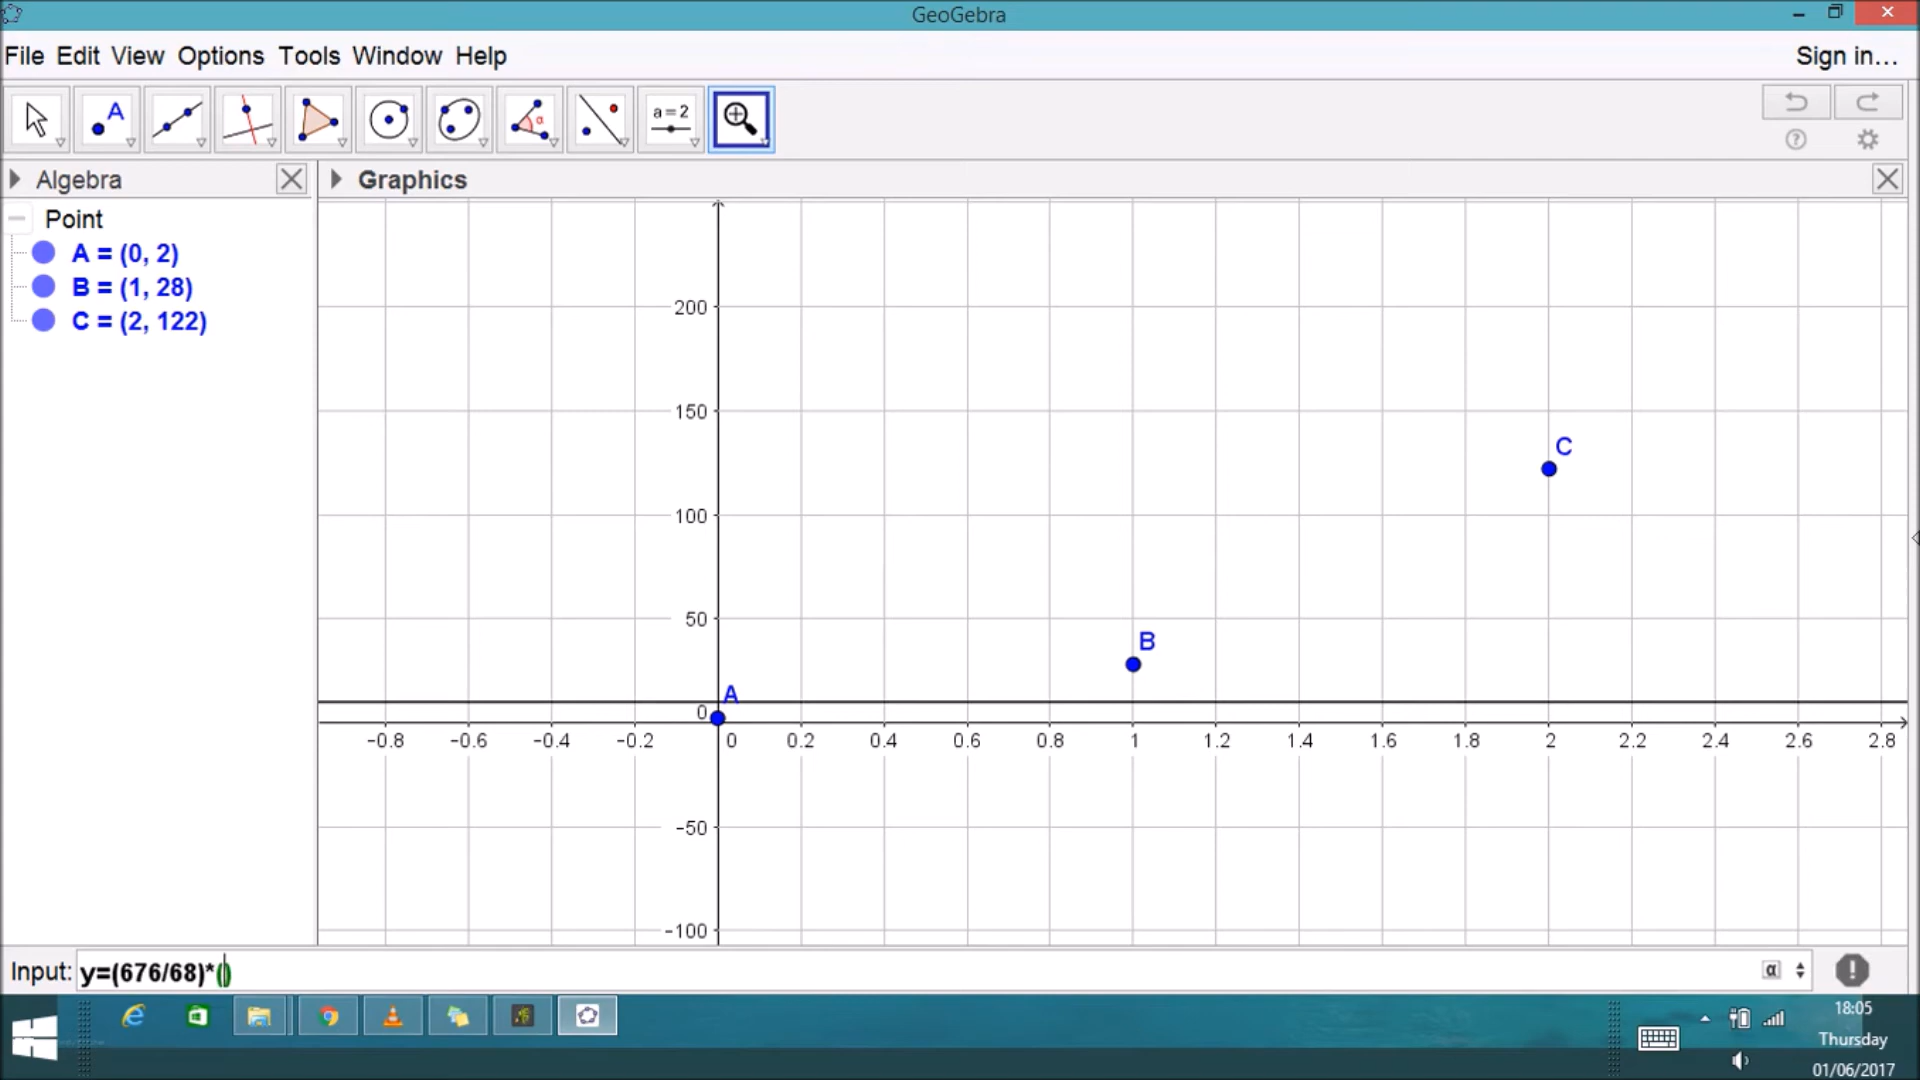 GeoGebra
File Edit View Options Tools Window Help
Sign in...
A
α
a=2
Algebra
Graphics
Point
A = (0, 2)
B = (1, 28)
C = (2, 122)
200
150
C
100
50
B
A
0
-0.8 -0.6 -0.4 -0.2 0 0.2 0.4 0.6 0.8 1 1.2 1.4 1.6 1.8 2 2.2 2.4 2.6 2.8
-50
-100
Input: y=(676/68)*()
α
18:05
Thursday
01/06/2017